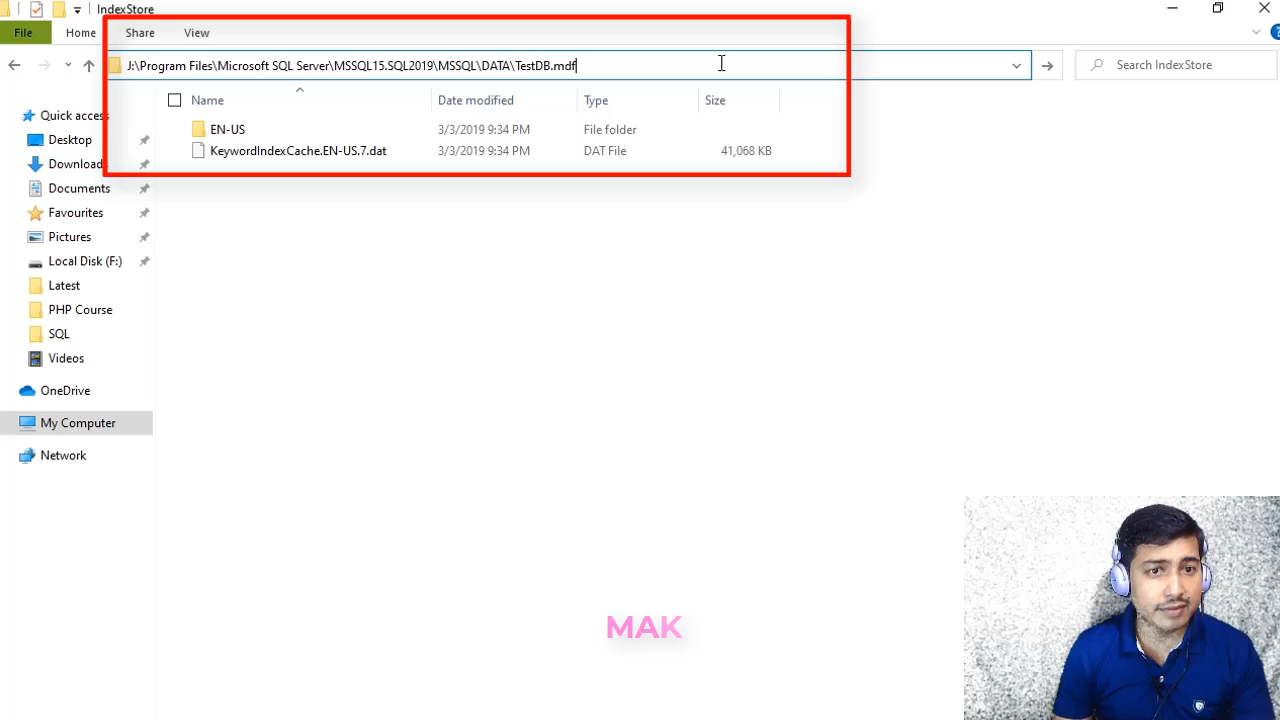 IndexStore
File Home Share View
J:\Program Files\Microsoft SQL Server\MSSQL15.SQL2019\MSSQL\DATA\TestDB.mdf
Search IndexStore
Name Date modified Type Size
Quick access
EN-US 3/3/2019 9:34 PM File folder
Desktop
KeywordIndexCache.EN-US.7.dat 3/3/2019 9:34 PM DAT File 41,068 KB
Downloads
Documents
Favourites
Pictures
Local Disk (F:)
Latest
PHP Course
SQL
Videos
OneDrive
My Computer
Network
MAK